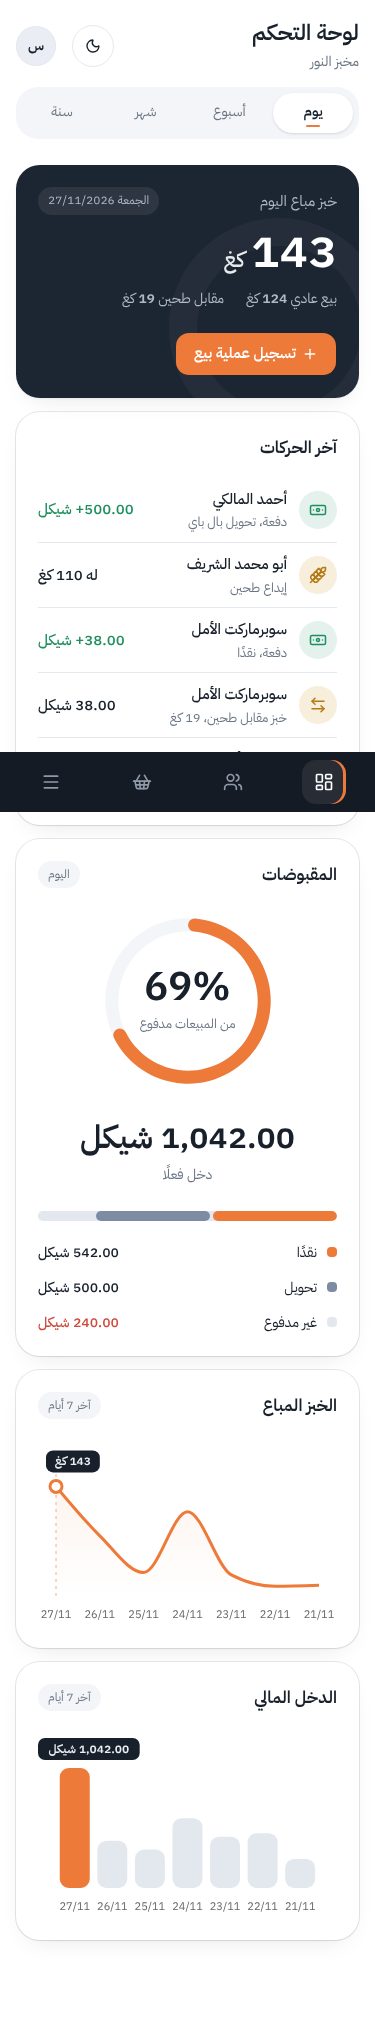 لوحة التحكم
مخبز النور
س
يوم
أسبوع
شهر
سنة
خبز مباع اليوم
الجمعة 27/11/2026
143 كغ
بيع عادي 124 كغ
مقابل طحين 19 كغ
+ تسجيل عملية بيع
آخر الحركات
أحمد المالكي
دفعة، تحويل بال باي
+500.00 شيكل
أبو محمد الشريف
إيداع طحين
له 110 كغ
سوبرماركت الأمل
دفعة، نقدًا
+38.00 شيكل
سوبرماركت الأمل
خبز مقابل طحين، 19 كغ
38.00 شيكل
المقبوضات
اليوم
69%
من المبيعات مدفوع
1,042.00 شيكل
دخل فعلًا
نقدًا
542.00 شيكل
تحويل
500.00 شيكل
غير مدفوع
240.00 شيكل
الخبز المباع
آخر 7 أيام
143 كغ
21/11
22/11
23/11
24/11
25/11
26/11
27/11
الدخل المالي
آخر 7 أيام
1,042.00 شيكل
21/11
22/11
23/11
24/11
25/11
26/11
27/11